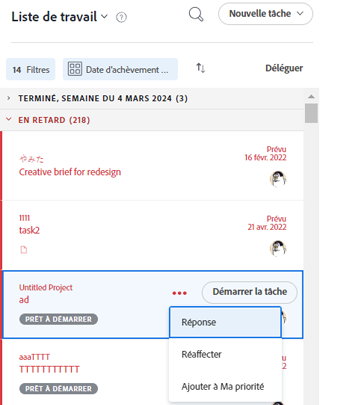 Liste de travail
Nouvelle tâche
14 Filtres
Date d'achèvement ...
Déléguer
TERMINÉ, SEMAINE DU 4 MARS 2024 (3)
EN RETARD (218)
やみた
Prévu
Creative brief for redesign
16 févr. 2022
1111
Prévu
task2
21 avr. 2022
Untitled Project
ad
Démarrer la tâche
PRÊT À DÉMARRER
Réponse
Réaffecter
Ajouter à Ma priorité
aaaTTTT
TTTTTTTTTTT
PRÊT À DÉMARRER